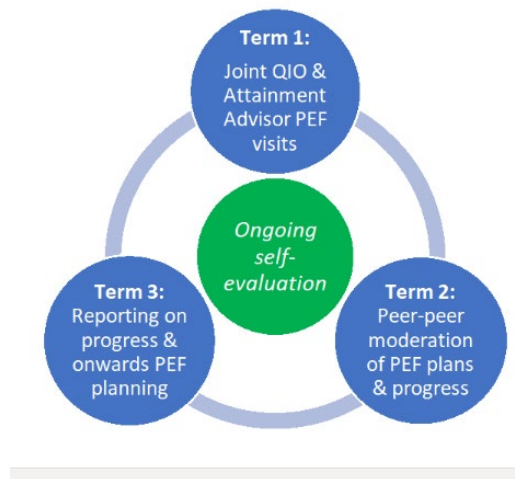 Term 1:
Joint QIO &
Attainment
Advisor PEF
visits
Ongoing
self-
evaluation
Term 2:
Peer-peer
moderation
of PEF plans
& progress
Term 3:
Reporting on
progress &
onwards PEF
planning